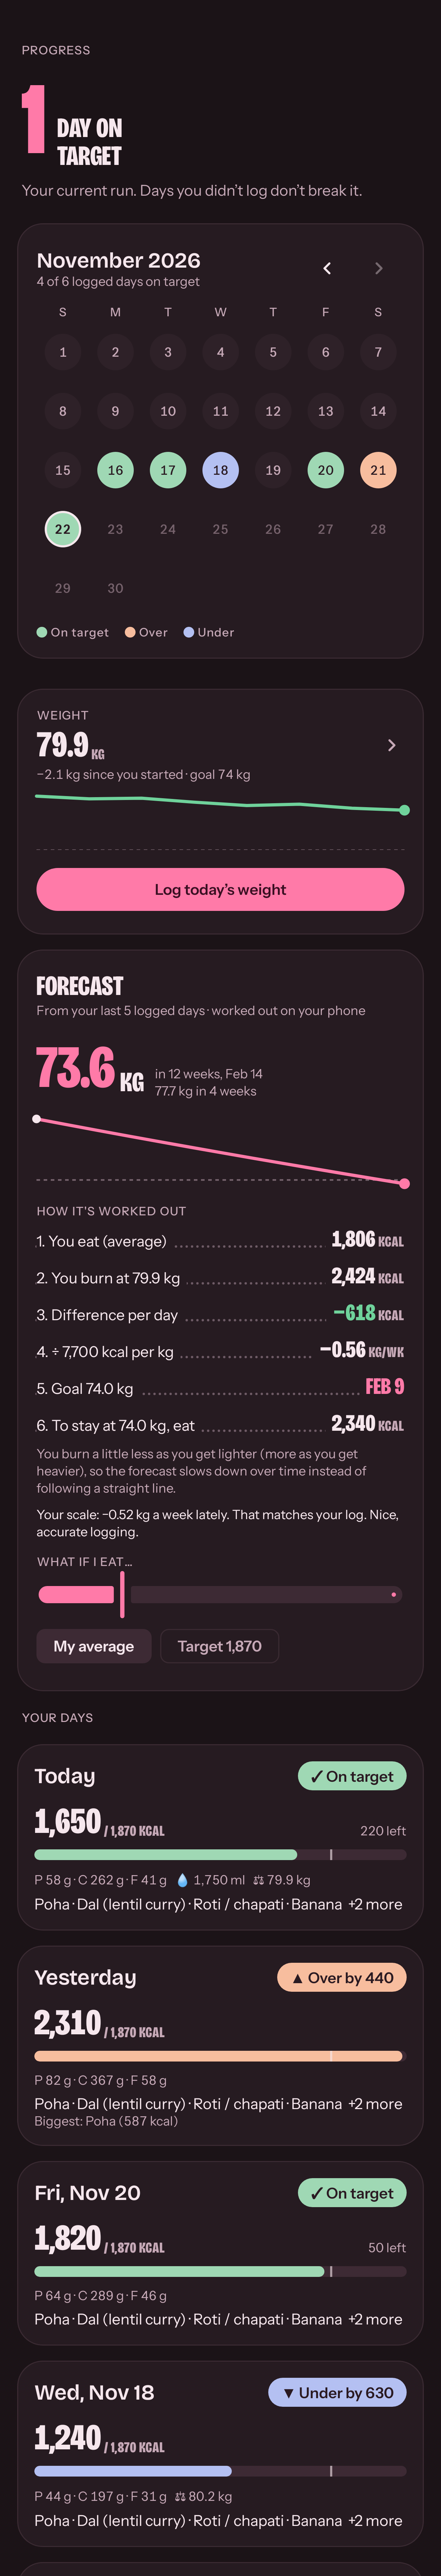 PROGRESS
1 DAY ON TARGET
Your current run. Days you didn’t log don’t break it.
November 2026
4 of 6 logged days on target
S M T W T F S
1 2 3 4 5 6 7
8 9 10 11 12 13 14
15 16 17 18 19 20 21
22 23 24 25 26 27 28
29 30
On target Over Under
WEIGHT
79.9 KG
−2.1 kg since you started · goal 74 kg
Log today’s weight
FORECAST
From your last 5 logged days · worked out on your phone
73.6 KG
in 12 weeks, Feb 14
77.7 kg in 4 weeks
HOW IT’S WORKED OUT
1. You eat (average) 1,806 KCAL
2. You burn at 79.9 kg 2,424 KCAL
3. Difference per day −618 KCAL
4. ÷ 7,700 kcal per kg −0.56 KG/WK
5. Goal 74.0 kg FEB 9
6. To stay at 74.0 kg, eat 2,340 KCAL
You burn a little less as you get lighter (more as you get
heavier), so the forecast slows down over time instead of
following a straight line.
Your scale: −0.52 kg a week lately. That matches your log. Nice,
accurate logging.
WHAT IF I EAT…
My average Target 1,870
YOUR DAYS
Today ✓ On target
1,650 / 1,870 KCAL 220 left
P 58 g · C 262 g · F 41 g 💧 1,750 ml ⚖ 79.9 kg
Poha · Dal (lentil curry) · Roti / chapati · Banana +2 more
Yesterday ▲ Over by 440
2,310 / 1,870 KCAL
P 82 g · C 367 g · F 58 g
Poha · Dal (lentil curry) · Roti / chapati · Banana +2 more
Biggest: Poha (587 kcal)
Fri, Nov 20 ✓ On target
1,820 / 1,870 KCAL 50 left
P 64 g · C 289 g · F 46 g
Poha · Dal (lentil curry) · Roti / chapati · Banana +2 more
Wed, Nov 18 ▼ Under by 630
1,240 / 1,870 KCAL
P 44 g · C 197 g · F 31 g ⚖ 80.2 kg
Poha · Dal (lentil curry) · Roti / chapati · Banana +2 more